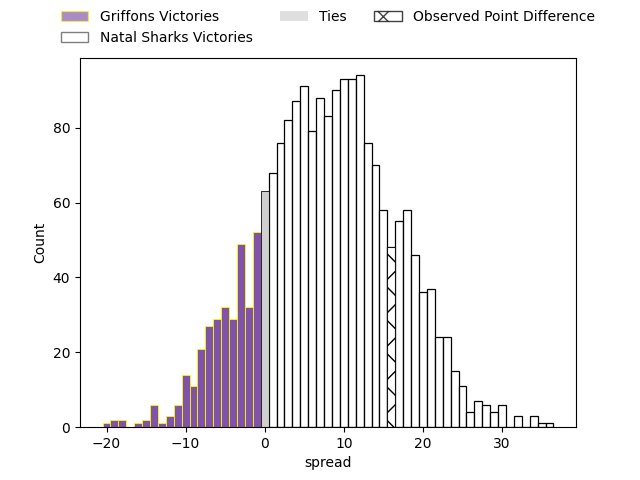 Griffons Victories
Ties
Observed Point Difference
Natal Sharks Victories
80
60
40
20
0
Count
−20
−10
0
10
20
30
spread